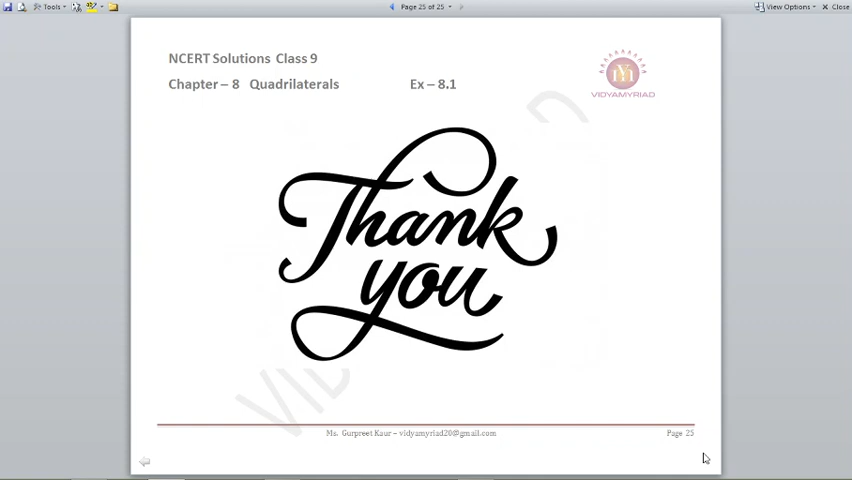 Tools
Page 25 of 25
View Options
Close
NCERT Solutions Class 9
Chapter – 8 Quadrilaterals Ex – 8.1
VIDYAMYRIAD
Thank
you
Ms. Gurpreet Kaur – vidyamyriad20@gmail.com
Page 25